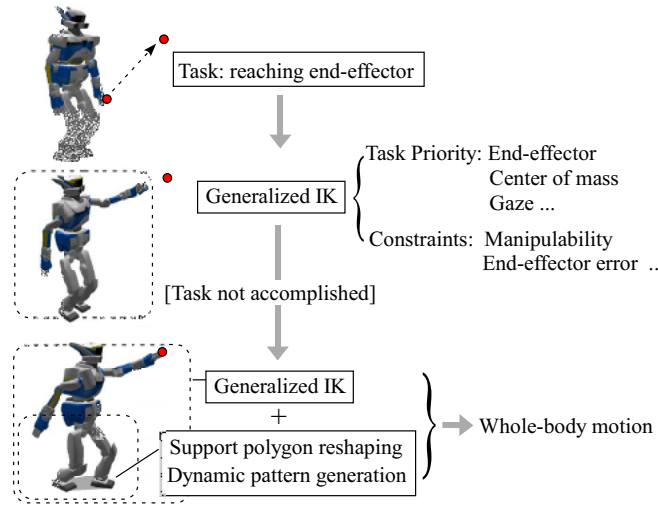 Task: reaching end-effector
Generalized IK
Task Priority: End-effector
Center of mass
Gaze ...
Constraints: Manipulability
End-effector error ..
[Task not accomplished]
Generalized IK
+
Support polygon reshaping
Dynamic pattern generation
Whole-body motion